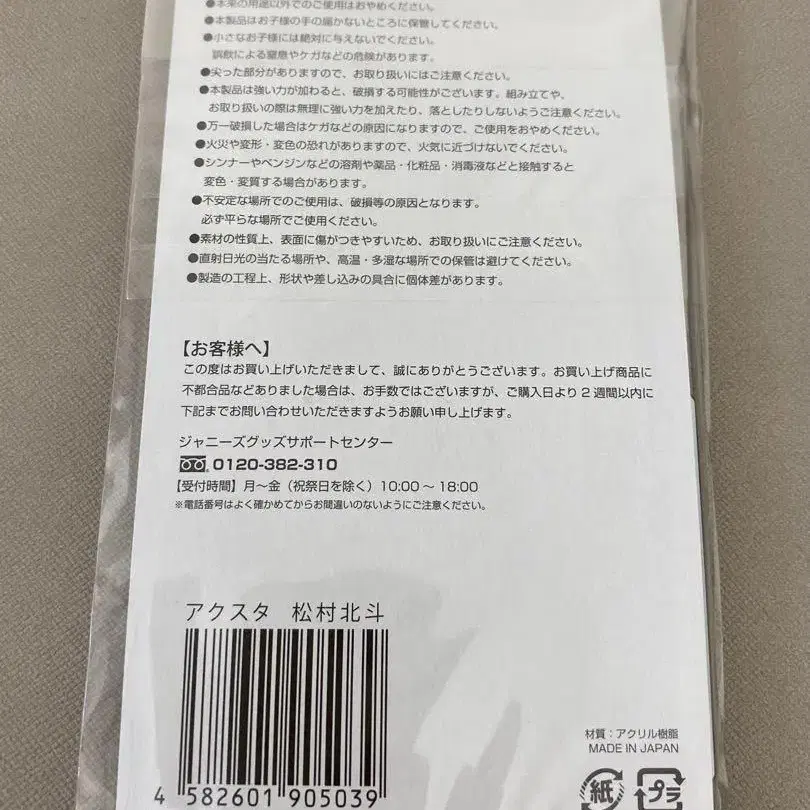 ●本来の用途以外でのご使用はおやめください。
●本製品はお子様の手の届かないところに保管してください。
●小さなお子様には絶対に与えないでください。
誤飲による窒息やケガなどの危険があります。
●尖った部分がありますので、お取り扱いにはご注意ください。
●本製品は強い力が加わると、破損する可能性がございます。組み立てや、
お取り扱いの際は無理に強い力を加えたり、落としたりしないようご注意ください。
●万一破損した場合はケガなどの原因になりますので、ご使用をおやめください。
●火災や変形・変色の恐れがありますので、火気に近づけないでください。
●シンナーやベンジンなどの溶剤や薬品・化粧品・消毒液などと接触すると
変色・変質する場合があります。
●不安定な場所でのご使用は、破損等の原因となります。
必ず平らな場所でご使用ください。
●素材の性質上、表面に傷がつきやすいため、お取り扱いにご注意ください。
●直射日光の当たる場所や、高温・多湿な場所での保管は避けてください。
●製造の工程上、形状や差し込みの具合に個体差があります。
【お客様へ】
この度はお買い上げいただきまして、誠にありがとうございます。お買い上げ商品に
不都合品などありました場合は、お手数ではございますが、ご購入日より2週間以内に
下記までお問い合わせいただきますようお願い申し上げます。
ジャニーズグッズサポートセンター
0120-382-310
【受付時間】月～金（祝祭日を除く）10:00～18:00
※電話番号はよく確かめてからお間違いのないようにご注意ください。
アクスタ 松村北斗
4 582601 905039
材質：アクリル樹脂
MADE IN JAPAN
紙 プラ